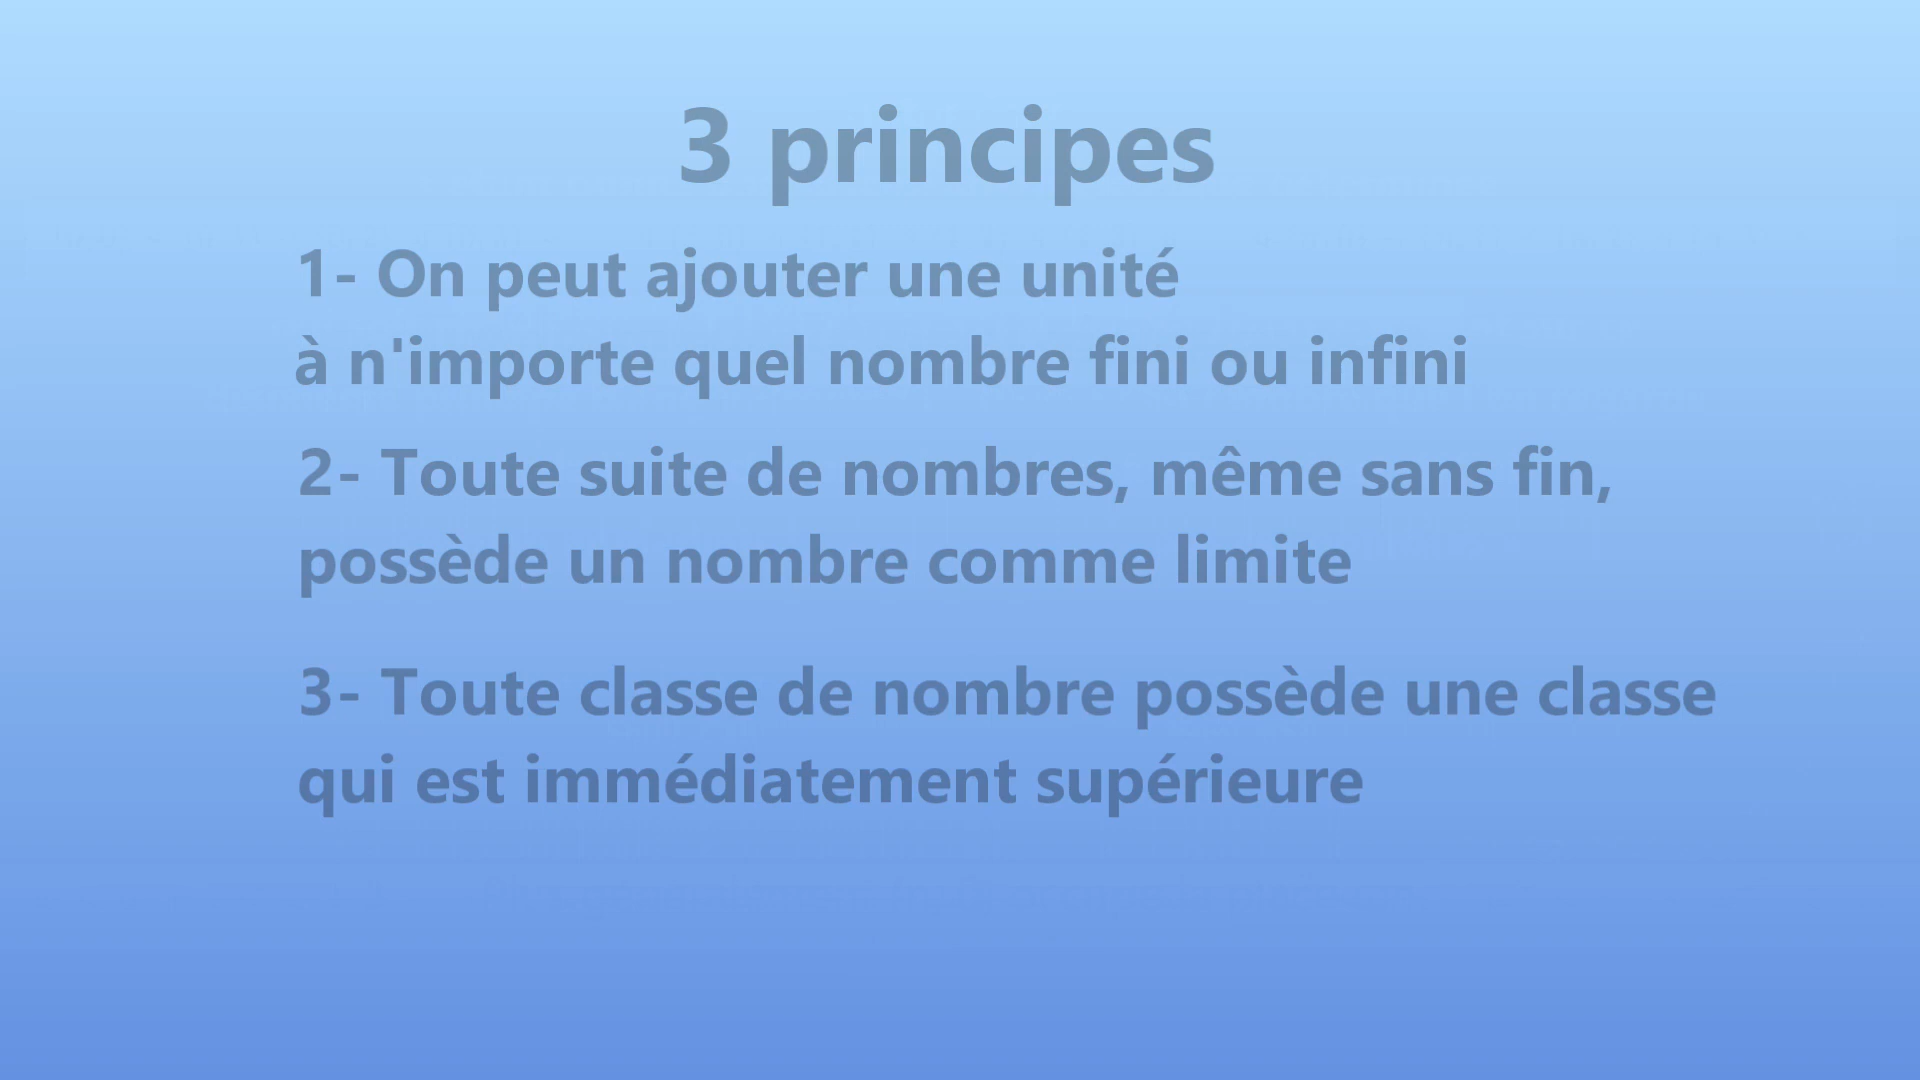 3 principes
1- On peut ajouter une unité
à n'importe quel nombre fini ou infini
2- Toute suite de nombres, même sans fin,
possède un nombre comme limite
3- Toute classe de nombre possède une classe
qui est immédiatement supérieure